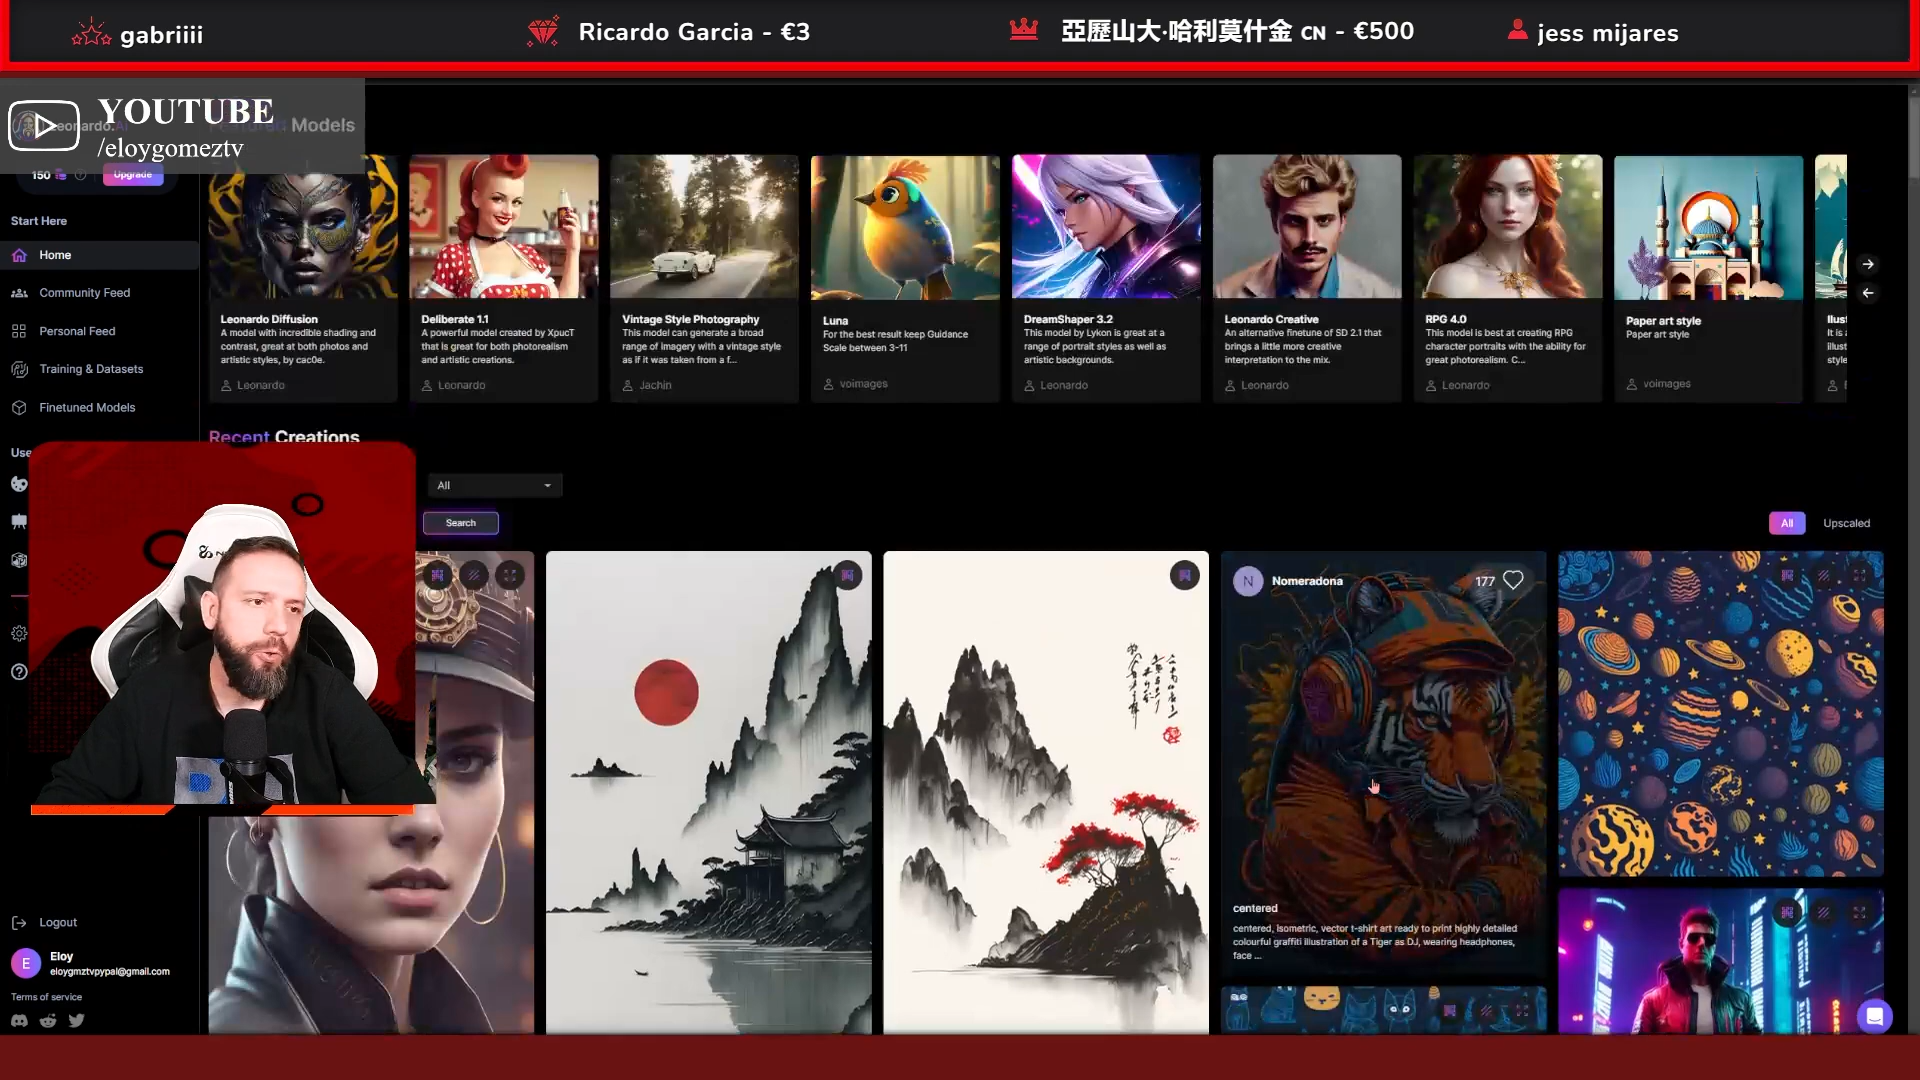 gabriiii
Ricardo Garcia - €3
亞歷山大·哈利莫什金 CN - €500
jess mijares
YOUTUBE
/eloygomeztv
Leonardo.Ai
Models
150
Upgrade
Start Here
Home
Community Feed
Personal Feed
Training & Datasets
Finetuned Models
Use
Leonardo Diffusion
A model with incredible shading and
contrast, great at both photos and
artistic styles, by cac0e.
Leonardo
Deliberate 1.1
A powerful model created by XpucT
that is great for both photorealism
and artistic creations.
Leonardo
Vintage Style Photography
This model can generate a broad
range of imagery with a vintage style
as if it was taken from a f...
Jachin
Luna
For the best result keep Guidance
Scale between 3-11
voimages
DreamShaper 3.2
This model by Lykon is great at a
range of portrait styles as well as
artistic backgrounds.
Leonardo
Leonardo Creative
An alternative finetune of SD 2.1 that
brings a little more creative
interpretation to the mix.
Leonardo
RPG 4.0
This model is best at creating RPG
character portraits with the ability for
great photorealism. C...
Leonardo
Paper art style
Paper art style
voimages
Illust
It is a
illust
style
Recent Creations
All
Search
All
Upscaled
N
Nomeradona
177
centered
centered, isometric, vector t-shirt art ready to print highly detailed
colourful graffiti illustration of a Tiger as DJ, wearing headphones,
face ...
Logout
E
Eloy
eloygmztvpypal@gmail.com
Terms of service